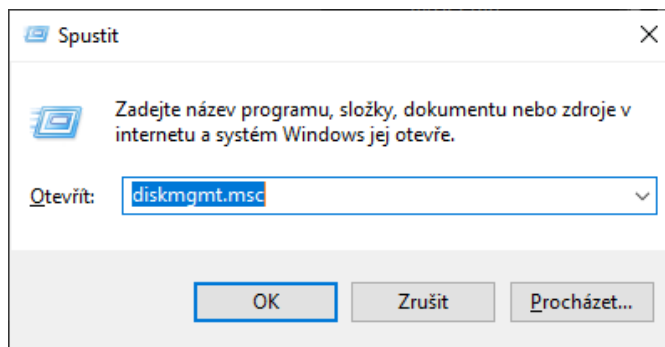 Spustit
Zadejte název programu, složky, dokumentu nebo zdroje v
internetu a systém Windows jej otevře.
Otevřít: diskmgmt.msc
OK Zrušit Procházet...